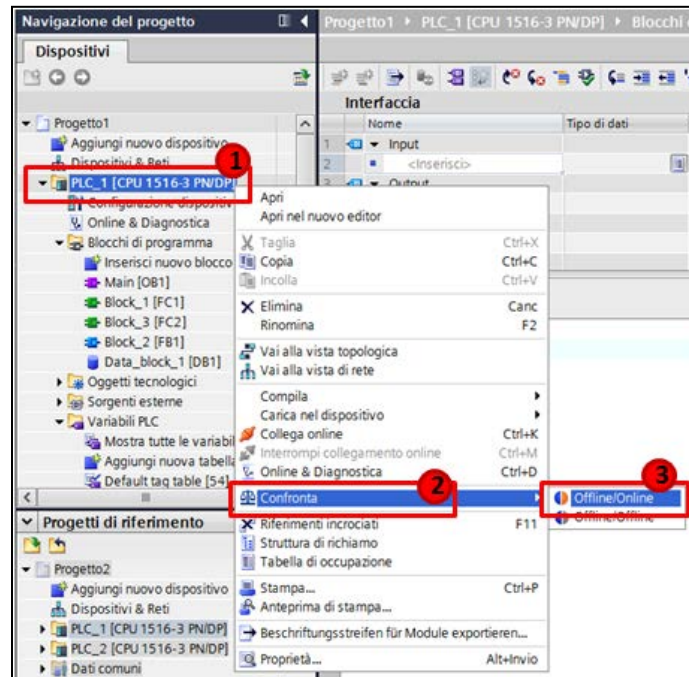 Navigazione del progetto
Progetto1 PLC_1 [CPU 1516-3 PN/DP] Blocchi
Dispositivi
Interfaccia
Nome Tipo di dati
1 Input
2 <Inserisci>
3 Output
Progetto1
Aggiungi nuovo dispositivo
Dispositivi & Reti
1
PLC_1 [CPU 1516-3 PN/DP]
Configurazione dispositiv
Online & Diagnostica
Blocchi di programma
Inserisci nuovo blocco
Main [OB1]
Block_1 [FC1]
Block_3 [FC2]
Block_2 [FB1]
Data_block_1 [DB1]
Oggetti tecnologici
Sorgenti esterne
Variabili PLC
Mostra tutte le variabil
Aggiungi nuova tabella
Default tag table [54]
Apri
Apri nel nuovo editor
Taglia Ctrl+X
Copia Ctrl+C
Incolla Ctrl+V
Elimina Canc
Rinomina F2
Vai alla vista topologica
Vai alla vista di rete
Compila
Carica nel dispositivo
Collega online Ctrl+K
Interrompi collegamento online Ctrl+M
Online & Diagnostica Ctrl+D
2
Confronta
3
Offline/Online
Offline/Offline
Riferimenti incrociati F11
Struttura di richiamo
Tabella di occupazione
Stampa... Ctrl+P
Anteprima di stampa...
Beschriftungsstreifen für Module exportieren...
Proprietà... Alt+Invio
Progetti di riferimento
Progetto2
Aggiungi nuovo dispositivo
Dispositivi & Reti
PLC_1 [CPU 1516-3 PN/DP]
PLC_2 [CPU 1516-3 PN/DP]
Dati comuni